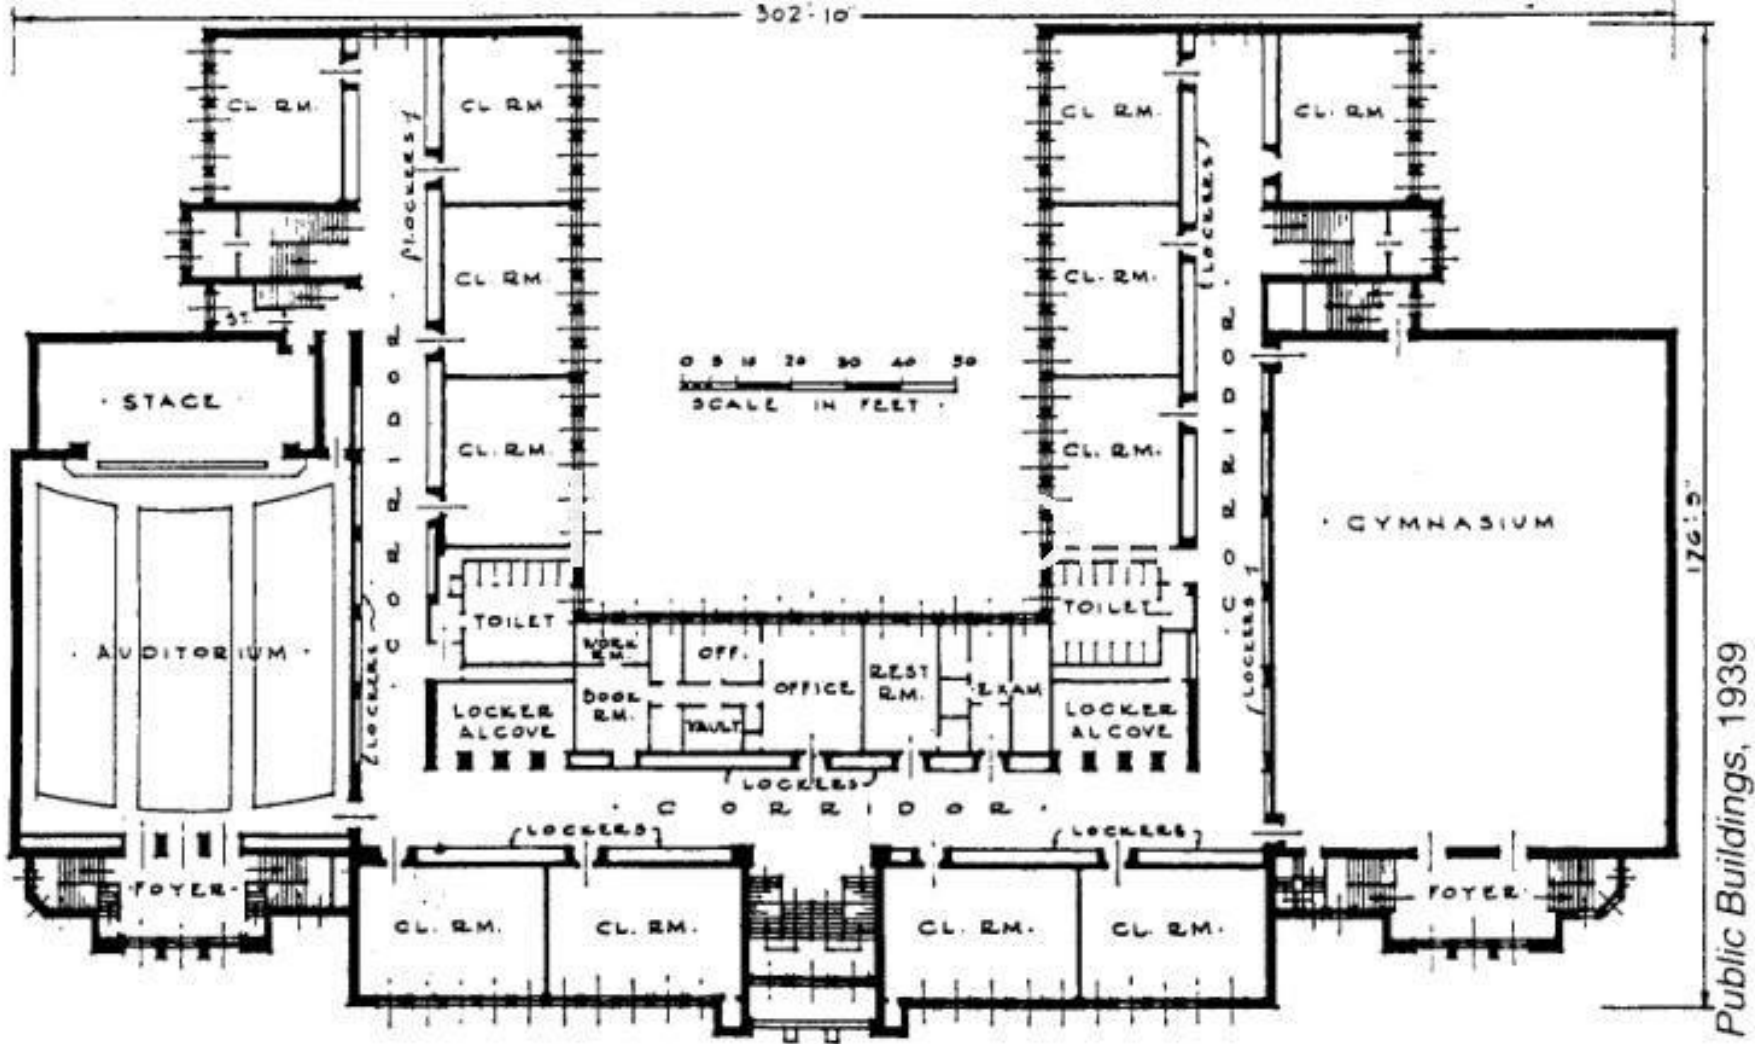 302'-10"
CL. RM.
CL. RM
CL. RM.
CL. RM
LOCKERS
LOCKERS
CL. RM.
CL. RM.
ST.
0 5 10 20 30 40 50
SCALE IN FEET
STAGE
CORRIDOR
CORRIDOR
CL. RM.
CL. RM.
GYMNASIUM
176'-9"
TOILET
TOILET
AUDITORIUM
LOCKERS
WORK RM.
OFF.
OFFICE
REST RM.
EXAM
LOCKERS
BOOK RM.
VAULT
LOCKER ALCOVE
LOCKER ALCOVE
LOCKERS
CORRIDOR
LOCKERS
LOCKERS
FOYER
FOYER
CL. RM.
CL. RM.
CL. RM.
CL. RM.
Public Buildings, 1939